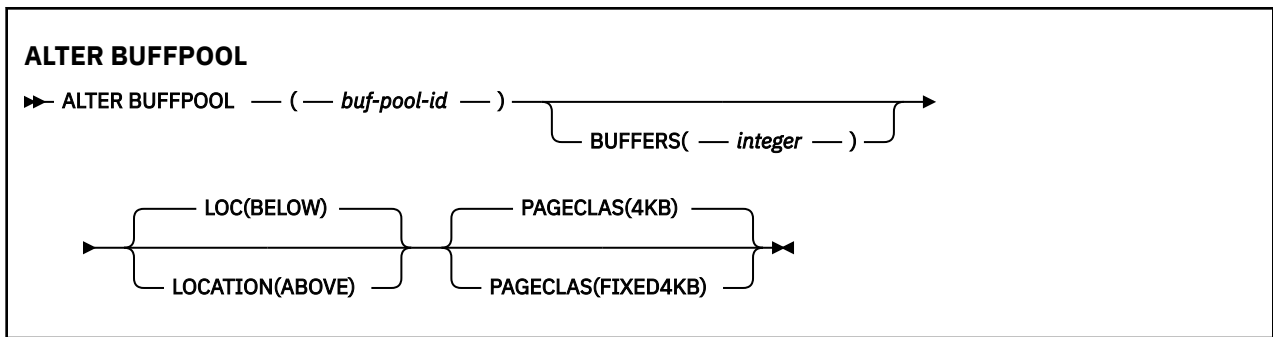 ALTER BUFFPOOL
ALTER BUFFPOOL ( buf-pool-id )
BUFFERS( integer )
LOC(BELOW) PAGECLAS(4KB)
LOCATION(ABOVE) PAGECLAS(FIXED4KB)